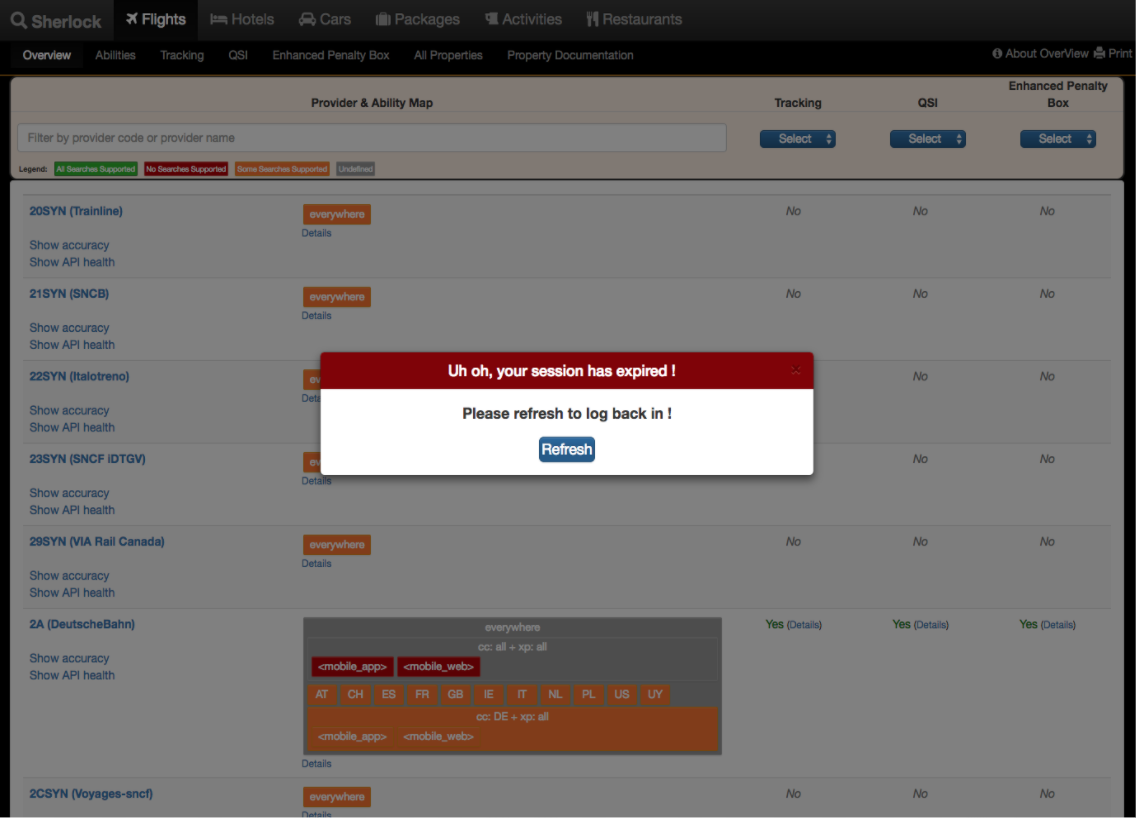 Sherlock Flights Hotels Cars Packages Activities Restaurants
Overview Abilities Tracking QSI Enhanced Penalty Box All Properties Property Documentation About OverView Print
Provider & Ability Map Tracking QSI Enhanced Penalty Box
Filter by provider code or provider name Select Select Select
Legend: All Searches Supported No Searches Supported Some Searches Supported Undefined
20SYN (Trainline) everywhere No No No
Details
Show accuracy
Show API health
21SYN (SNCB) everywhere No No No
Details
Show accuracy
Show API health
Uh oh, your session has expired !
Please refresh to log back in !
Refresh
22SYN (Italotreno) No No
Show accuracy
Show API health
23SYN (SNCF iDTGV) No No
Details
Show accuracy
Show API health
29SYN (VIA Rail Canada) everywhere No No No
Details
Show accuracy
Show API health
2A (DeutscheBahn) everywhere Yes (Details) Yes (Details) Yes (Details)
cc: all + xp: all
Show accuracy <mobile_app> <mobile_web>
Show API health
AT CH ES FR GB IE IT NL PL US UY
cc: DE + xp: all
<mobile_app> <mobile_web>
Details
2CSYN (Voyages-sncf) everywhere No No No
Details